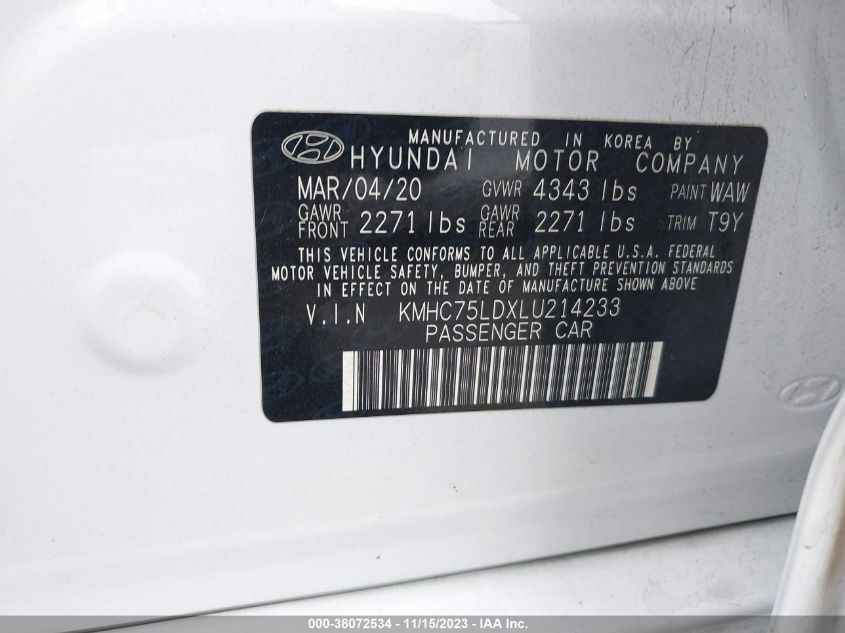 MANUFACTURED IN KOREA BY
HYUNDAI MOTOR COMPANY
MAR/04/20 GVWR 4343 lbs PAINT WAW
GAWR FRONT 2271 lbs GAWR REAR 2271 lbs TRIM T9Y
THIS VEHICLE CONFORMS TO ALL APPLICABLE U.S.A. FEDERAL
MOTOR VEHICLE SAFETY, BUMPER, AND THEFT PREVENTION STANDARDS
IN EFFECT ON THE DATE OF MANUFACTURE SHOWN ABOVE
V.I.N KMHC75LDXLU214233
PASSENGER CAR
000-38072534 - 11/15/2023 - IAA Inc.